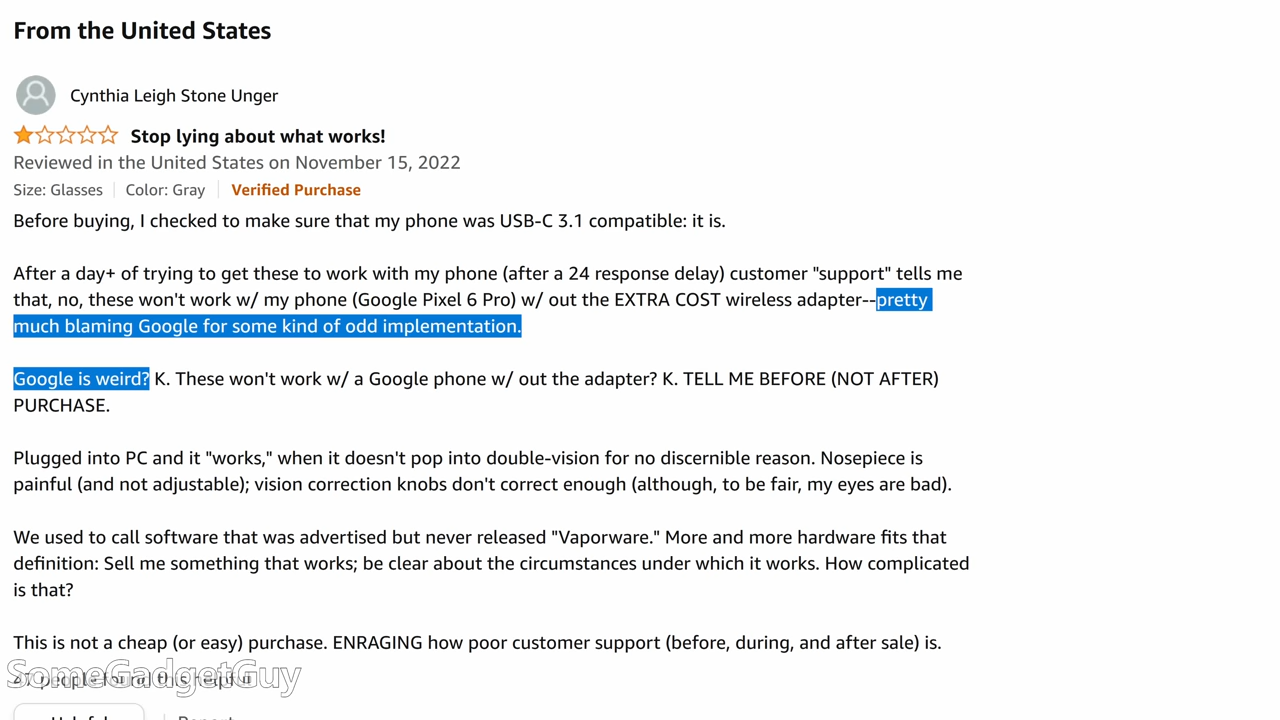 From the United States
Cynthia Leigh Stone Unger
Stop lying about what works!
Reviewed in the United States on November 15, 2022
Size: Glasses Color: Gray Verified Purchase
Before buying, I checked to make sure that my phone was USB-C 3.1 compatible: it is.
After a day+ of trying to get these to work with my phone (after a 24 response delay) customer "support" tells me
that, no, these won't work w/ my phone (Google Pixel 6 Pro) w/ out the EXTRA COST wireless adapter--pretty
much blaming Google for some kind of odd implementation.
Google is weird? K. These won't work w/ a Google phone w/ out the adapter? K. TELL ME BEFORE (NOT AFTER)
PURCHASE.
Plugged into PC and it "works," when it doesn't pop into double-vision for no discernible reason. Nosepiece is
painful (and not adjustable); vision correction knobs don't correct enough (although, to be fair, my eyes are bad).
We used to call software that was advertised but never released "Vaporware." More and more hardware fits that
definition: Sell me something that works; be clear about the circumstances under which it works. How complicated
is that?
This is not a cheap (or easy) purchase. ENRAGING how poor customer support (before, during, and after sale) is.
people found this helpful
SomeGadgetGuy
Helpful Report